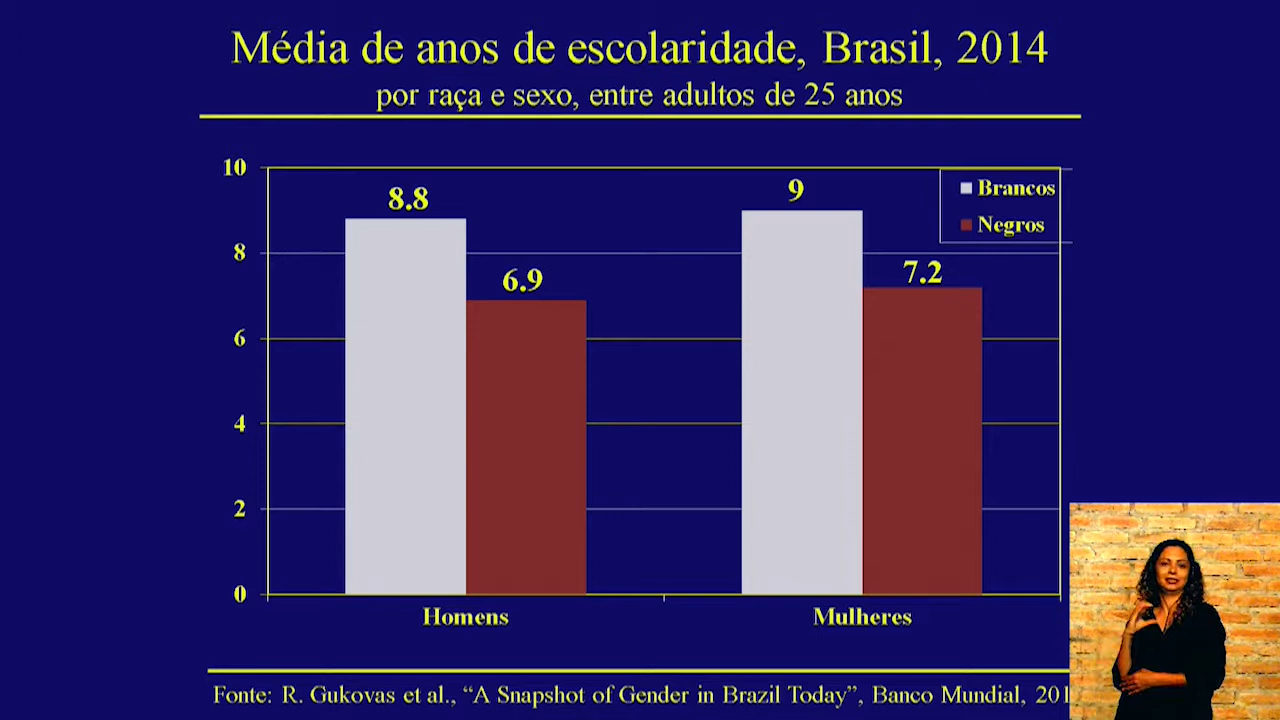 Média de anos de escolaridade, Brasil, 2014
por raça e sexo, entre adultos de 25 anos
10
8
6
4
2
0
8.8
6.9
9
7.2
Brancos
Negros
Homens
Mulheres
Fonte: R. Gukovas et al., “A Snapshot of Gender in Brazil Today”, Banco Mundial,